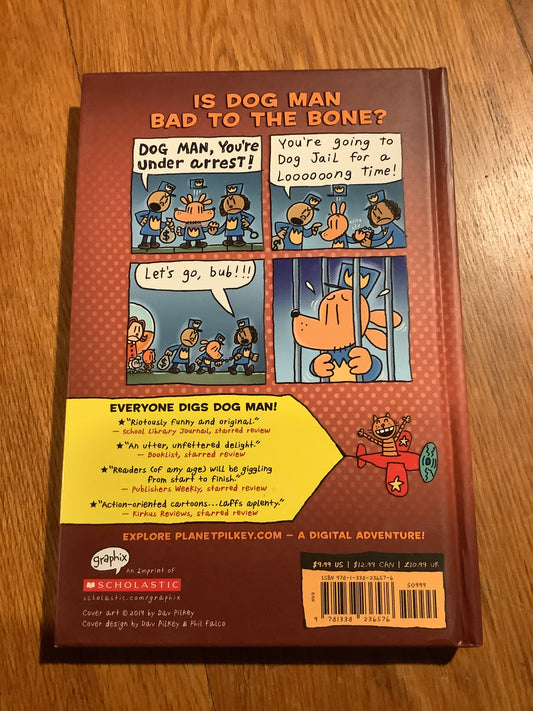 IS DOG MAN
BAD TO THE BONE?
DOG MAN, You're
under arrest!
You're going to
Dog Jail for a
Loooooong Time!
Let's go, bub!!!
EVERYONE DIGS DOG MAN!
★"Riotously funny and original."
— School Library Journal, starred review
★"An utter, unfettered delight."
— Booklist, starred review
★"Readers (of any age) will be giggling
from start to finish."
— Publishers Weekly, starred review
★"Action-oriented cartoons...laffs aplenty."
— Kirkus Reviews, starred review
EXPLORE PLANETPILKEY.COM — A DIGITAL ADVENTURE!
graphix
An Imprint of
SCHOLASTIC
scholastic.com/graphix
Cover art © 2019 by Dav Pilkey
Cover design by Dav Pilkey & Phil Falco
$9.99 US | $12.99 CAN | £10.99 UK
ISBN 978-1-338-23657-6
50999
9 781338 236576